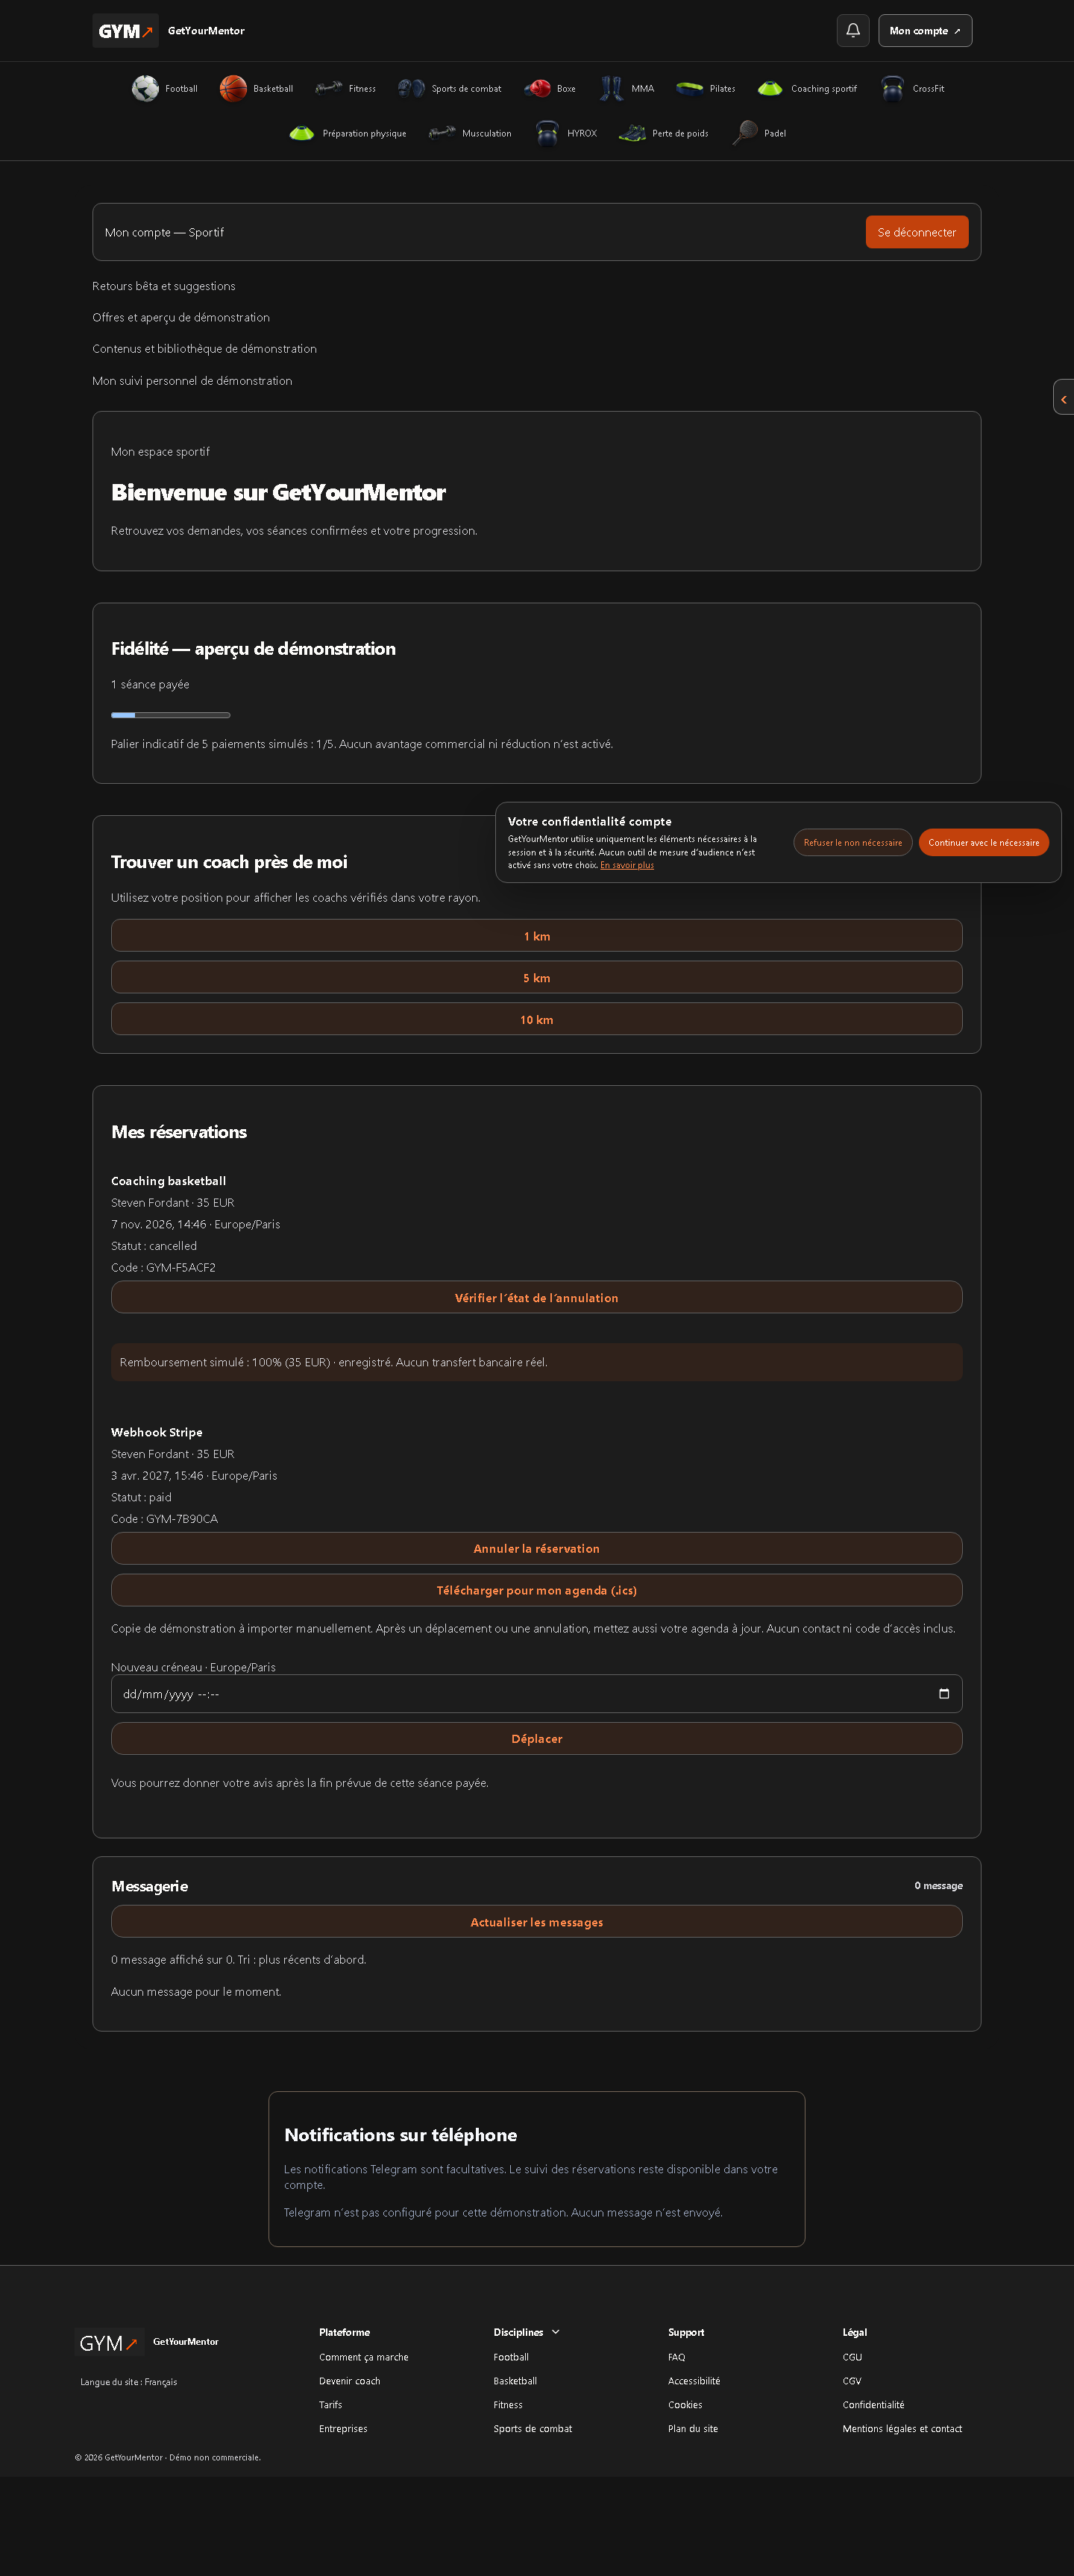 GYM↗ GetYourMentor
Mon compte ↗
Football Basketball Fitness Sports de combat Boxe MMA Pilates Coaching sportif CrossFit
Préparation physique Musculation HYROX Perte de poids Padel
Mon compte — Sportif
Se déconnecter
Retours bêta et suggestions
Offres et aperçu de démonstration
Contenus et bibliothèque de démonstration
Mon suivi personnel de démonstration
Mon espace sportif
Bienvenue sur GetYourMentor
Retrouvez vos demandes, vos séances confirmées et votre progression.
Fidélité — aperçu de démonstration
1 séance payée
Palier indicatif de 5 paiements simulés : 1/5. Aucun avantage commercial ni réduction n’est activé.
Votre confidentialité compte
GetYourMentor utilise uniquement les éléments nécessaires à la
session et à la sécurité. Aucun outil de mesure d’audience n’est
activé sans votre choix. En savoir plus
Refuser le non nécessaire
Continuer avec le nécessaire
Trouver un coach près de moi
Utilisez votre position pour afficher les coachs vérifiés dans votre rayon.
1 km
5 km
10 km
Mes réservations
Coaching basketball
Steven Fordant · 35 EUR
7 nov. 2026, 14:46 · Europe/Paris
Statut : cancelled
Code : GYM-F5ACF2
Vérifier l’état de l’annulation
Remboursement simulé : 100% (35 EUR) · enregistré. Aucun transfert bancaire réel.
Webhook Stripe
Steven Fordant · 35 EUR
3 avr. 2027, 15:46 · Europe/Paris
Statut : paid
Code : GYM-7B90CA
Annuler la réservation
Télécharger pour mon agenda (.ics)
Copie de démonstration à importer manuellement. Après un déplacement ou une annulation, mettez aussi votre agenda à jour. Aucun contact ni code d’accès inclus.
Nouveau créneau · Europe/Paris
dd/mm/yyyy --:--
Déplacer
Vous pourrez donner votre avis après la fin prévue de cette séance payée.
Messagerie
0 message
Actualiser les messages
0 message affiché sur 0. Tri : plus récents d’abord.
Aucun message pour le moment.
Notifications sur téléphone
Les notifications Telegram sont facultatives. Le suivi des réservations reste disponible dans votre
compte.
Telegram n’est pas configuré pour cette démonstration. Aucun message n’est envoyé.
GYM↗ GetYourMentor
Langue du site : Français
Plateforme
Comment ça marche
Devenir coach
Tarifs
Entreprises
Disciplines
Football
Basketball
Fitness
Sports de combat
Support
FAQ
Accessibilité
Cookies
Plan du site
Légal
CGU
CGV
Confidentialité
Mentions légales et contact
© 2026 GetYourMentor · Démo non commerciale.